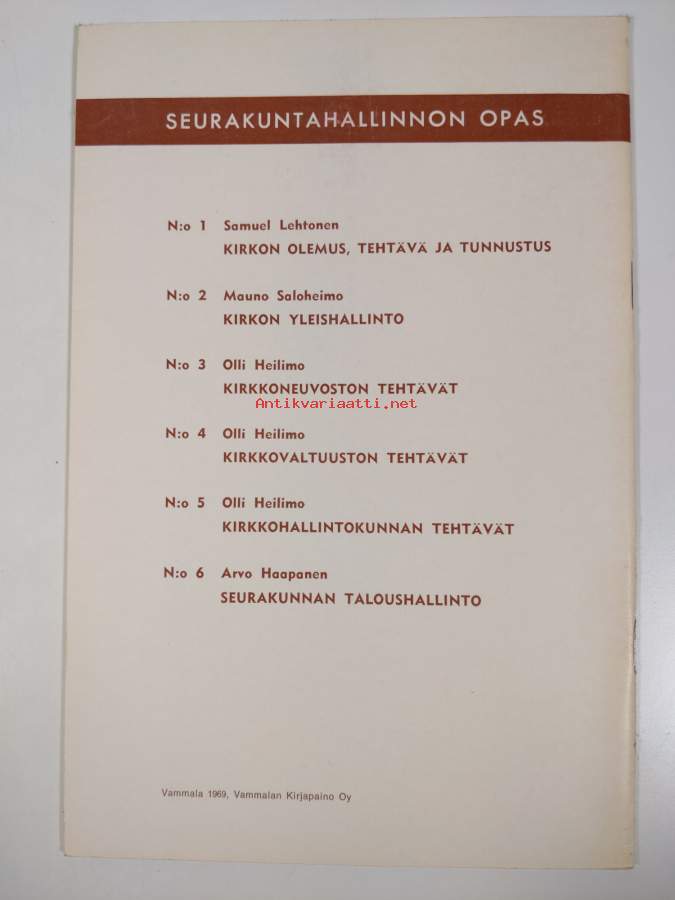 SEURAKUNTAHALLINNON OPAS
N:o 1 Samuel Lehtonen
KIRKON OLEMUS, TEHTÄVÄ JA TUNNUSTUS
N:o 2 Mauno Saloheimo
KIRKON YLEISHALLINTO
N:o 3 Olli Heilimo
KIRKKONEUVOSTON TEHTÄVÄT
Antikvariaatti.net
N:o 4 Olli Heilimo
KIRKKOVALTUUSTON TEHTÄVÄT
N:o 5 Olli Heilimo
KIRKKOHALLINTOKUNNAN TEHTÄVÄT
N:o 6 Arvo Haapanen
SEURAKUNNAN TALOUSHALLINTO
Vammala 1969, Vammalan Kirjapaino Oy